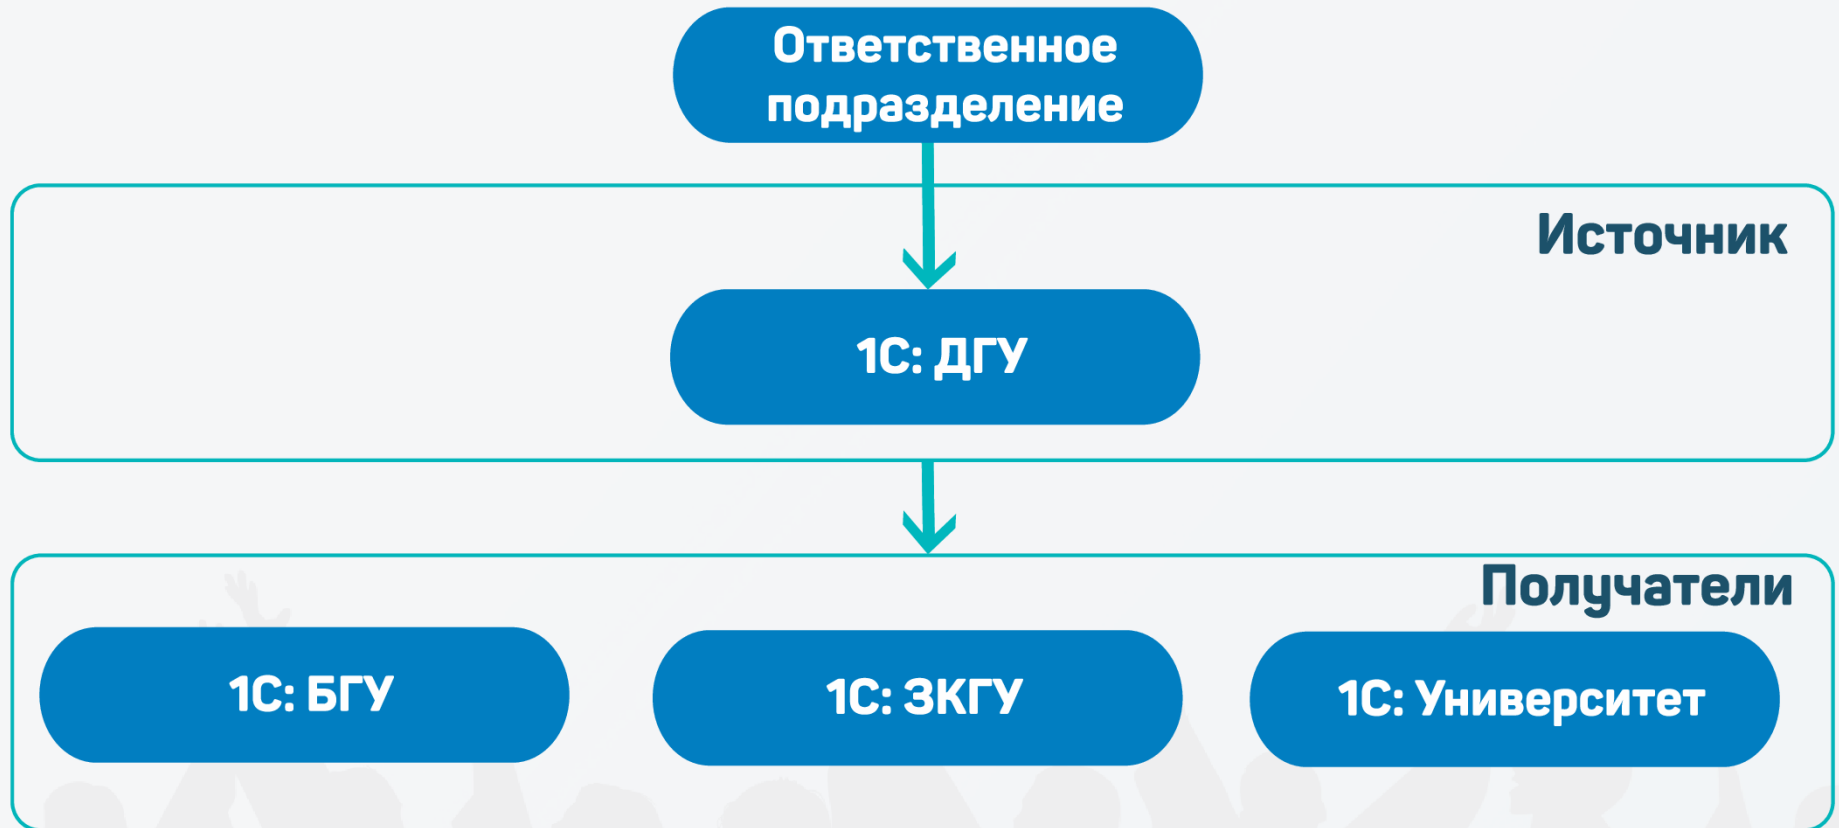 Ответственное
подразделение
Источник
1С: ДГУ
Получатели
1С: БГУ
1С: ЗКГУ
1С: Университет